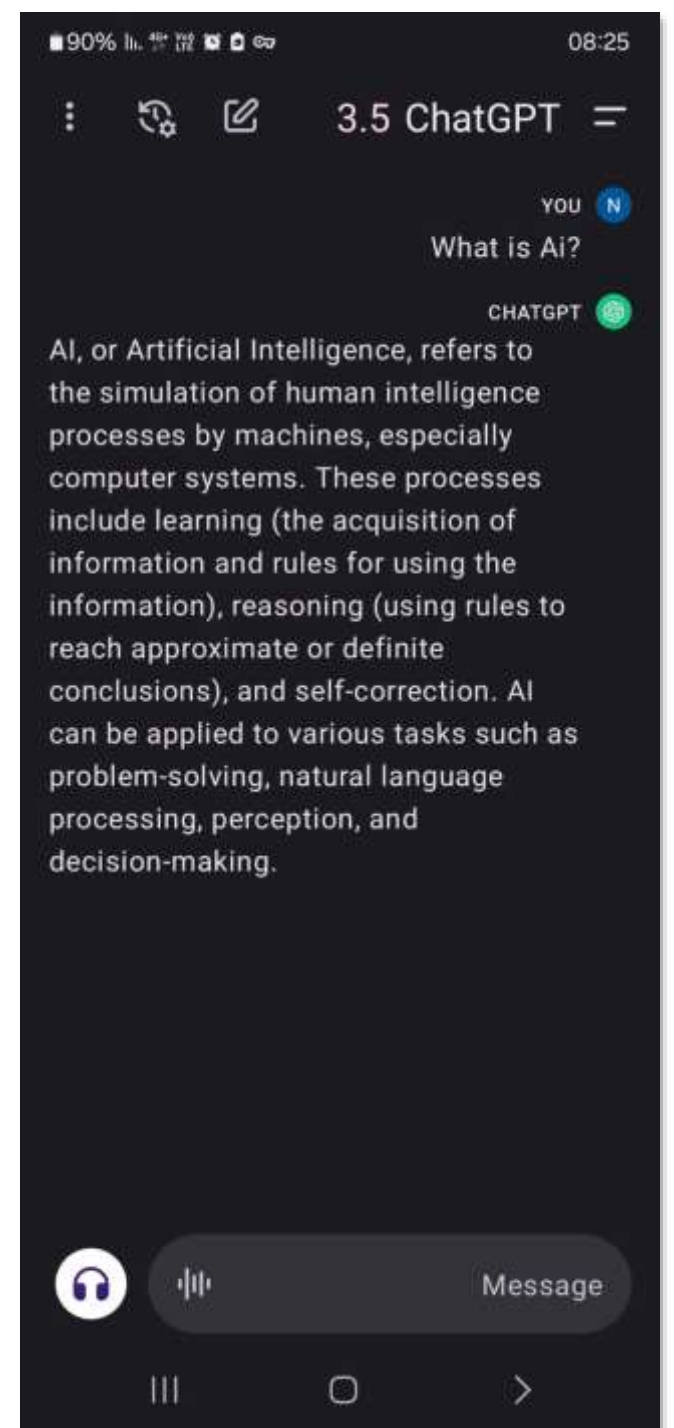 90% 08:25
3.5 ChatGPT
YOU N
What is Ai?
CHATGPT
AI, or Artificial Intelligence, refers to
the simulation of human intelligence
processes by machines, especially
computer systems. These processes
include learning (the acquisition of
information and rules for using the
information), reasoning (using rules to
reach approximate or definite
conclusions), and self-correction. AI
can be applied to various tasks such as
problem-solving, natural language
processing, perception, and
decision-making.
Message